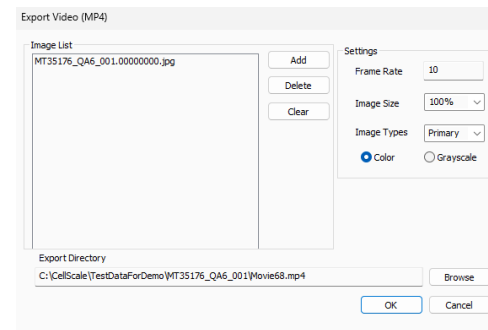 Export Video (MP4)
Image List
MT35176_QA6_001.00000000.jpg
Add
Delete
Clear
Settings
Frame Rate 10
Image Size 100%
Image Types Primary
Color Grayscale
Export Directory
C:\CellScale\TestDataForDemo\MT35176_QA6_001\Movie68.mp4
Browse
OK Cancel